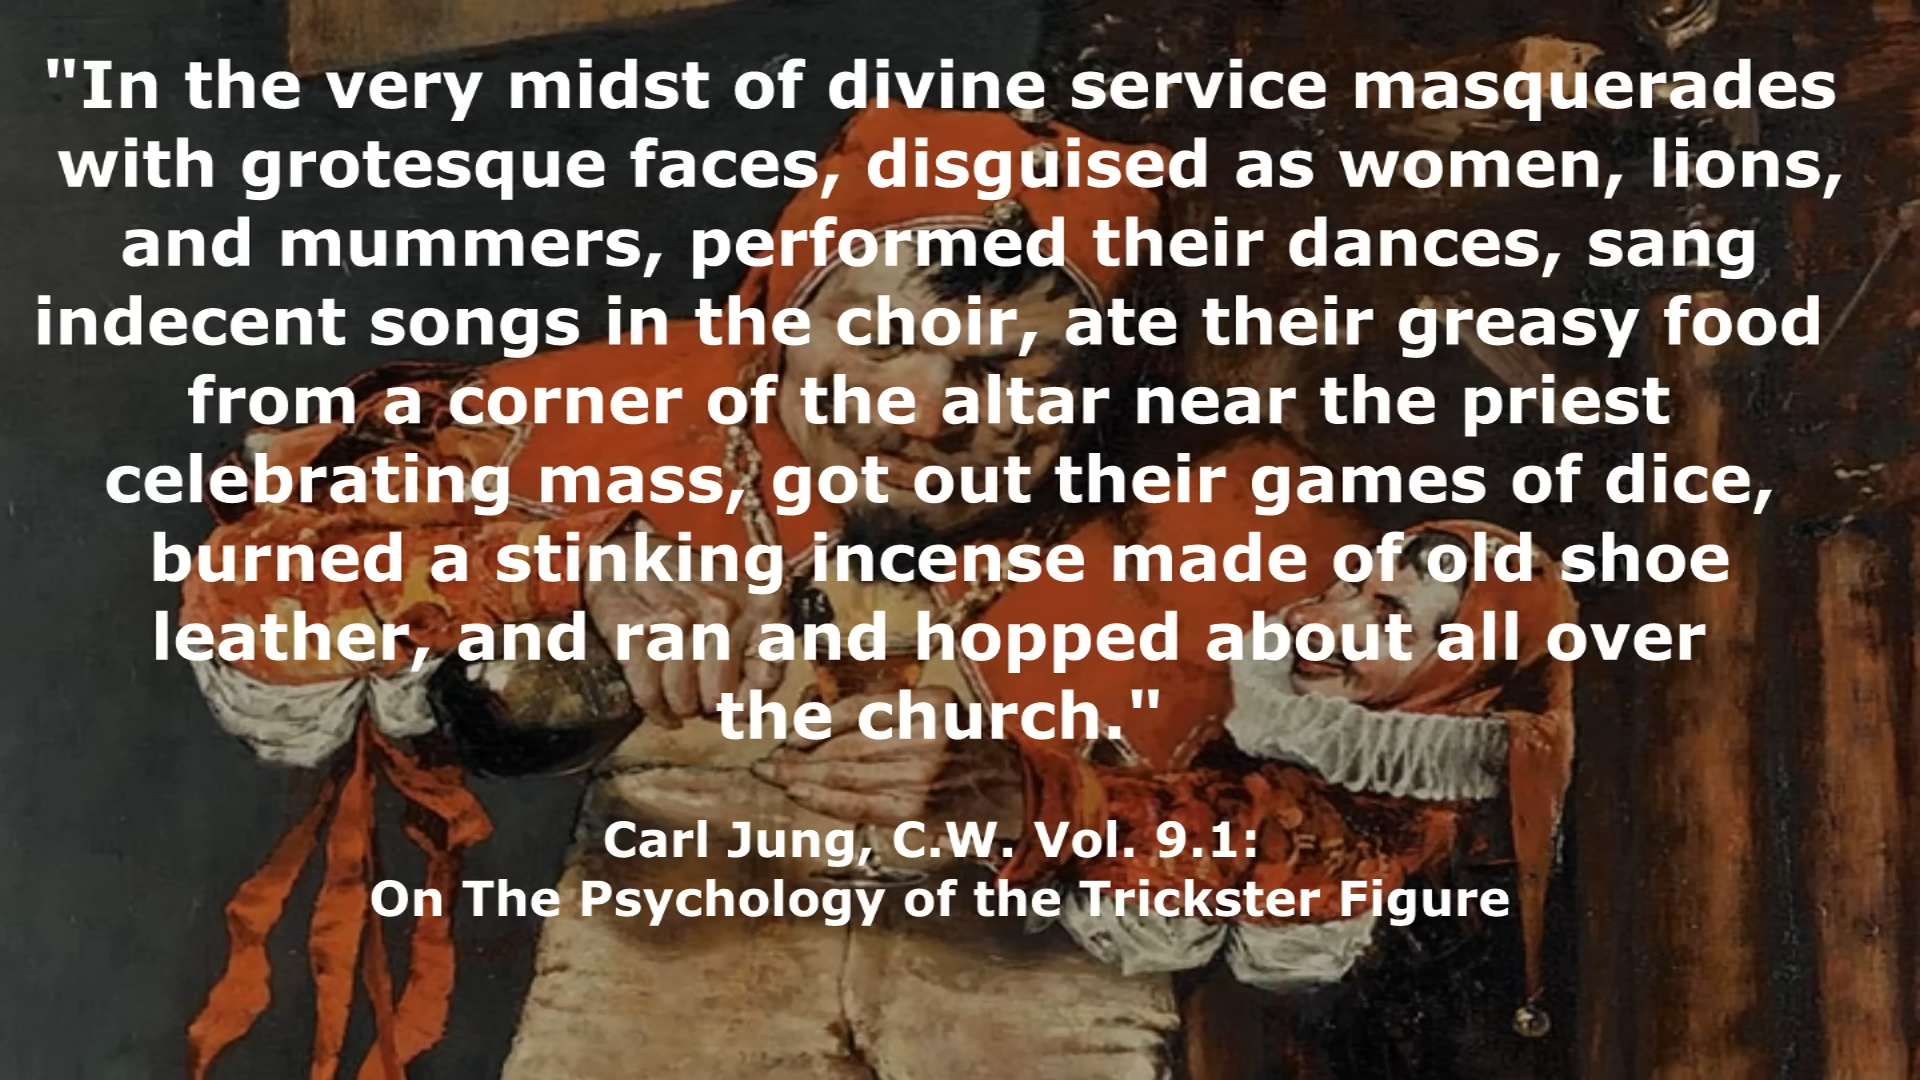 "In the very midst of divine service masquerades
with grotesque faces, disguised as women, lions,
and mummers, performed their dances, sang
indecent songs in the choir, ate their greasy food
from a corner of the altar near the priest
celebrating mass, got out their games of dice,
burned a stinking incense made of old shoe
leather, and ran and hopped about all over
the church."
Carl Jung, C.W. Vol. 9.1:
On The Psychology of the Trickster Figure